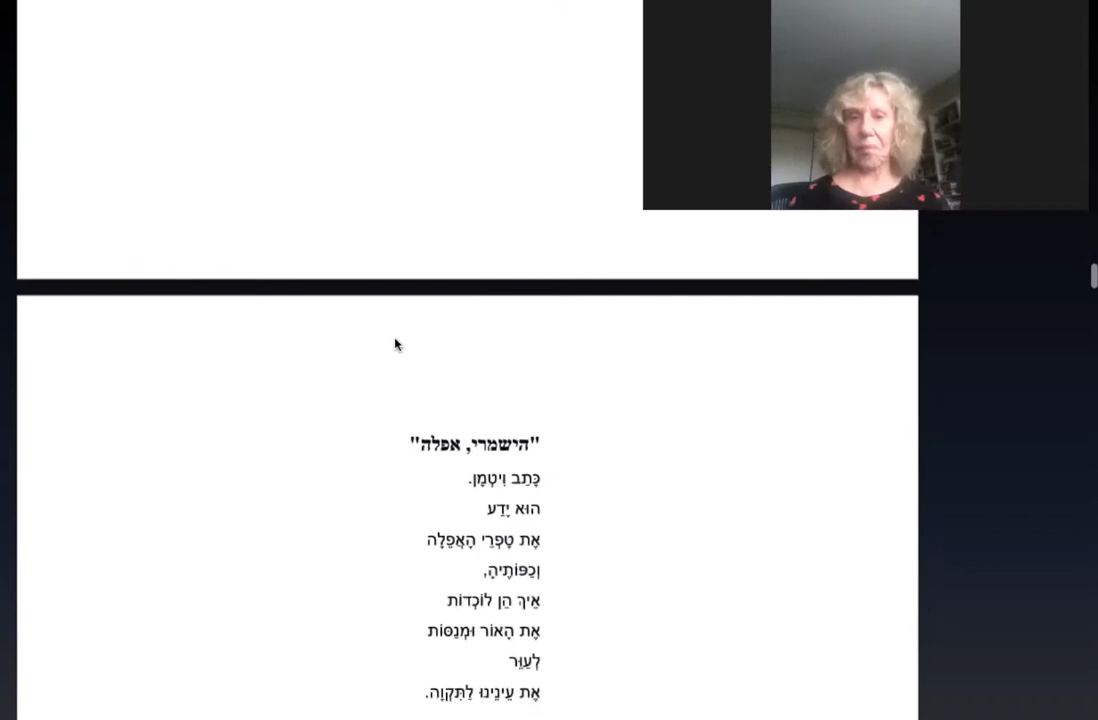 "הישמרי, אפלה"
כָּתַב וִיטְמָן.
הוּא יָדַע
אֶת טָפְרֵי הָאֲפֵלָה
וְכַפּוֹתֶיהָ,
אֵיךְ הֵן לוֹכְדוֹת
אֶת הָאוֹר וּמְנַסּוֹת
לְעַוֵּר
אֶת עֵינֵינוּ לַתִּקְוָה.